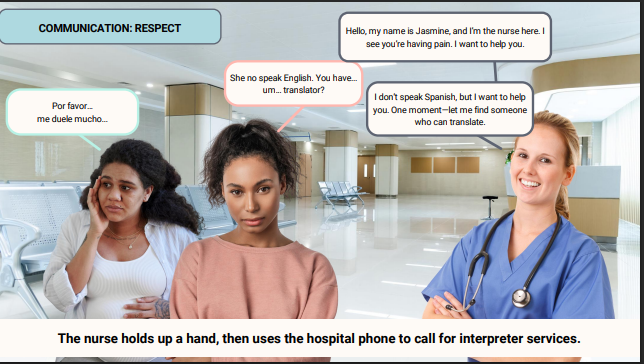 COMMUNICATION: RESPECT
Hello, my name is Jasmine, and I'm the nurse here. I
see you're having pain. I want to help you.
She no speak English. You have...
um... translator?
Por favor...
me duele mucho...
I don't speak Spanish, but I want to help
you. One moment—let me find someone
who can translate.
The nurse holds up a hand, then uses the hospital phone to call for interpreter services.